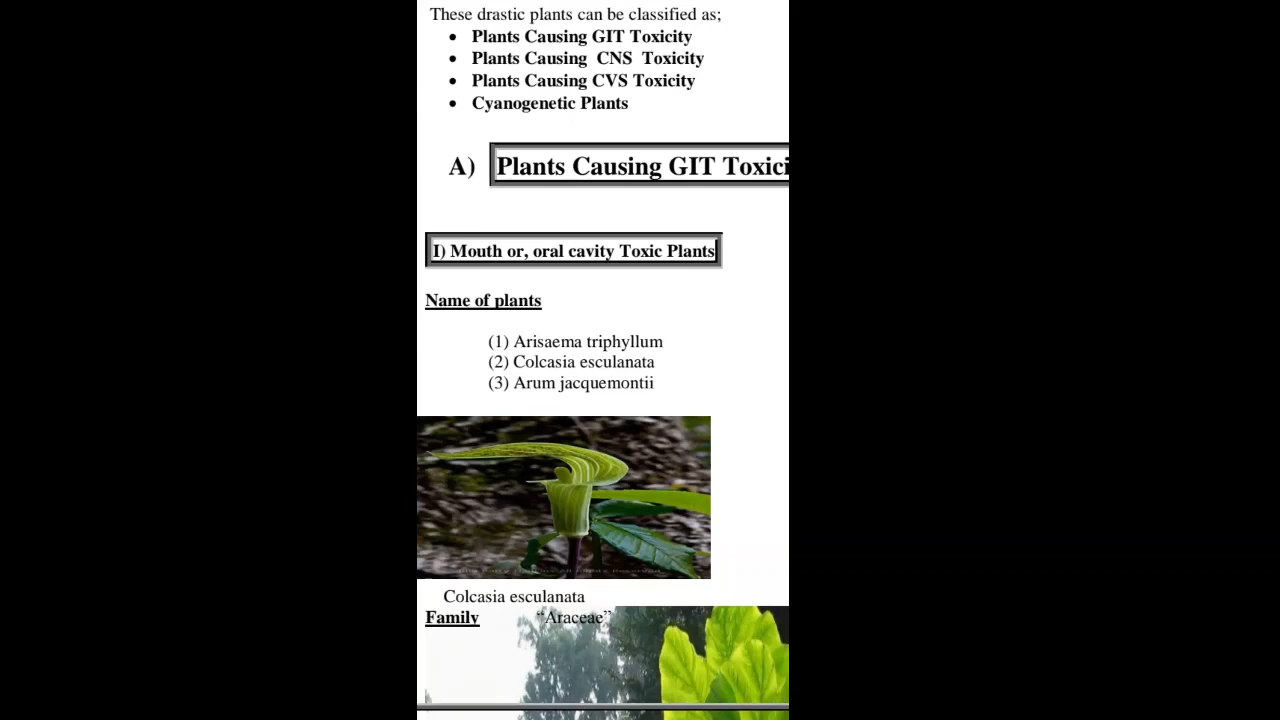 These drastic plants can be classified as;
• Plants Causing GIT Toxicity
• Plants Causing CNS Toxicity
• Plants Causing CVS Toxicity
• Cyanogenetic Plants
A) Plants Causing GIT Toxici
I) Mouth or, oral cavity Toxic Plants
Name of plants
(1) Arisaema triphyllum
(2) Colcasia esculanata
(3) Arum jacquemontii
Colcasia esculanata
Family "Araceae"